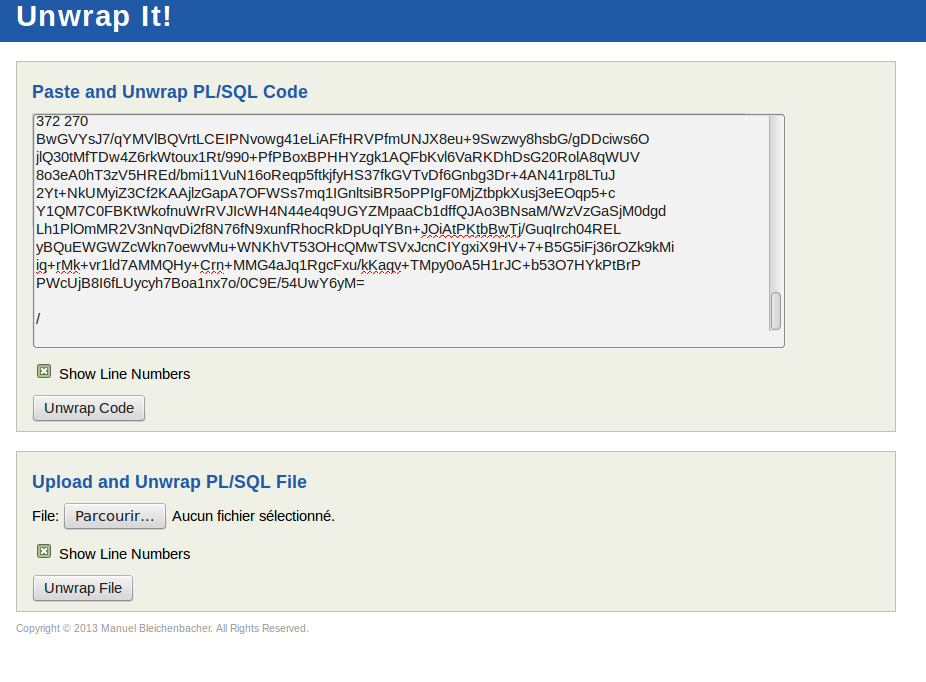 Unwrap It!
Paste and Unwrap PL/SQL Code
372 270
BwGVYsJ7/qYMVlBQVrtLCEIPNvowg41eLiAFfHRVPfmUNJX8eu+9Swzwy8hsbG/gDDciws6O
jlQ30tMfTDw4Z6rkWtoux1Rt/990+PfPBoxBPHHYzgk1AQFbKvl6VaRKDhDsG20RolA8qWUV
8o3eA0hT3zV5HREd/bmi11VuN16oReqp5ftkjfyHS37fkGVTvDf6Gnbg3Dr+4AN41rp8LTuJ
2Yt+NkUMyiZ3Cf2KAAjlzGapA7OFWSs7mq1IGnltsiBR5oPPIgF0MjZtbpkXusj3eEOqp5+c
Y1QM7C0FBKtWkofnuWrRVJIcWH4N44e4q9UGYZMpaaCb1dffQJAo3BNsaM/WzVzGaSjM0dgd
Lh1PlOmMR2V3nNqvDi2f8N76fN9xunfRhocRkDpUqIYBn+JQiAtPKtbBwTj/GuqIrch04REL
yBQuEWGWZcWkn7oewvMu+WNKhVT53OHcQMwTSVxJcnCIYgxiX9HV+7+B5G5iFj36rOZk9kMi
ig+rMk+vr1ld7AMMQHy+Crn+MMG4aJq1RgcFxu/kKaqv+TMpy0oA5H1rJC+b53O7HYkPtBrP
PWcUjB8I6fLUycyh7Boa1nx7o/0C9E/54UwY6yM=
/
Show Line Numbers
Unwrap Code
Upload and Unwrap PL/SQL File
File: Parcourir... Aucun fichier sélectionné.
Show Line Numbers
Unwrap File
Copyright © 2013 Manuel Bleichenbacher. All Rights Reserved.